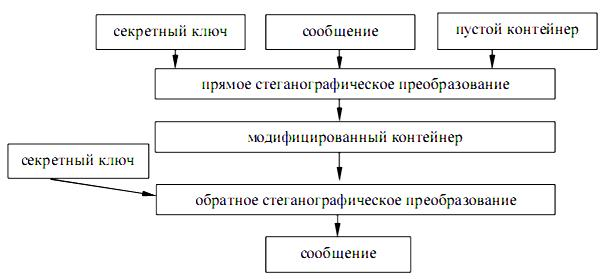 секретный ключ
сообщение
пустой контейнер
прямое стеганографическое преобразование
модифицированный контейнер
секретный ключ
обратное стеганографическое преобразование
сообщение